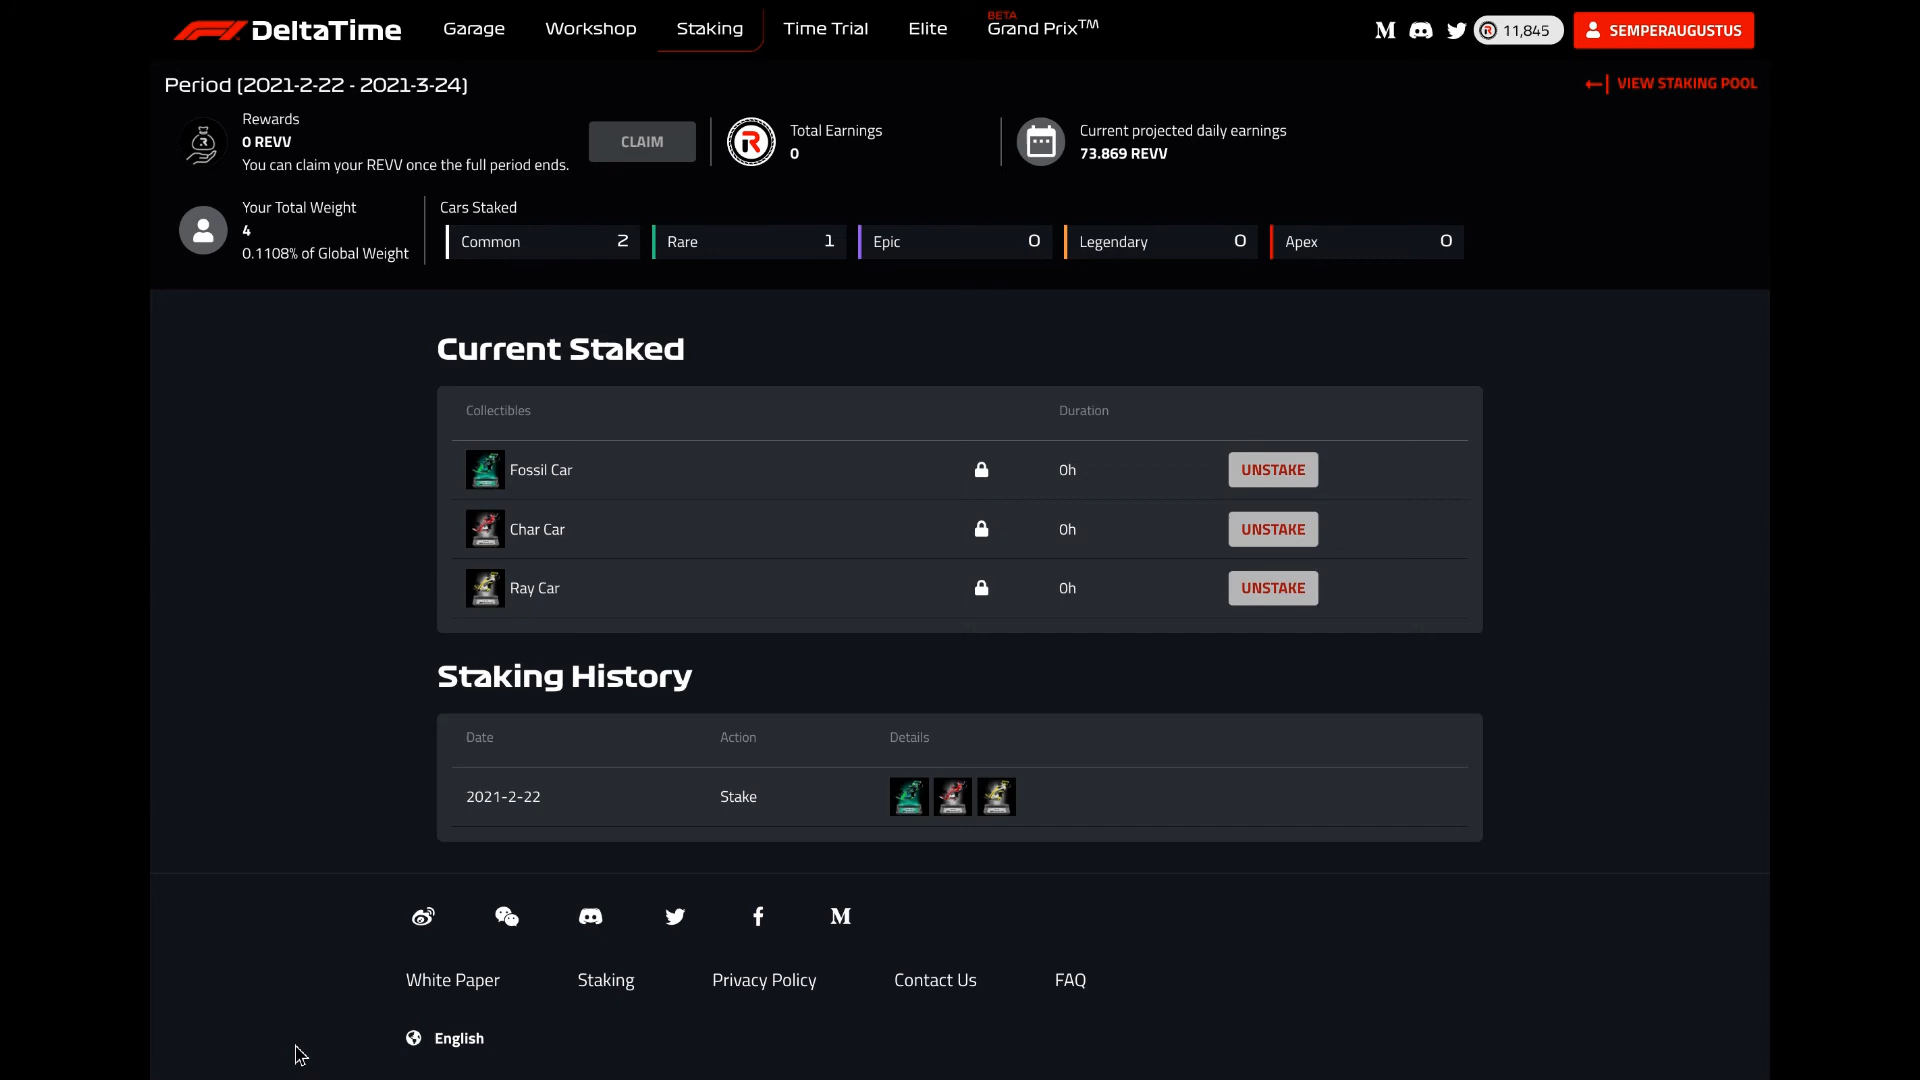 DeltaTime
Garage
Workshop
Staking
Time Trial
Elite
BETA
Grand Prix™
M
11,845
SEMPERAUGUSTUS
Period (2021-2-22 - 2021-3-24)
VIEW STAKING POOL
Rewards
0 REVV
You can claim your REVV once the full period ends.
CLAIM
Total Earnings
0
Current projected daily earnings
73.869 REVV
Your Total Weight
4
0.1108% of Global Weight
Cars Staked
Common 2
Rare 1
Epic 0
Legendary 0
Apex 0
Current Staked
Collectibles Duration
Fossil Car 0h UNSTAKE
Char Car 0h UNSTAKE
Ray Car 0h UNSTAKE
Staking History
Date Action Details
2021-2-22 Stake
M
White Paper
Staking
Privacy Policy
Contact Us
FAQ
English